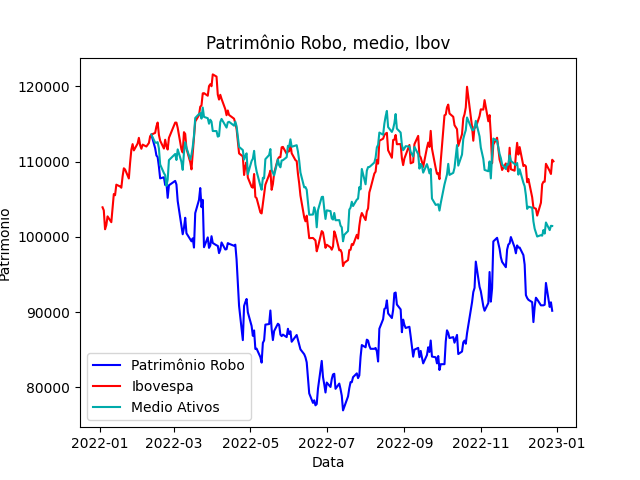 Patrimônio Robo, medio, Ibov
120000
110000
100000
90000
80000
Patrimonio
Patrimônio Robo
Ibovespa
Medio Ativos
2022-01
2022-03
2022-05
2022-07
2022-09
2022-11
2023-01
Data